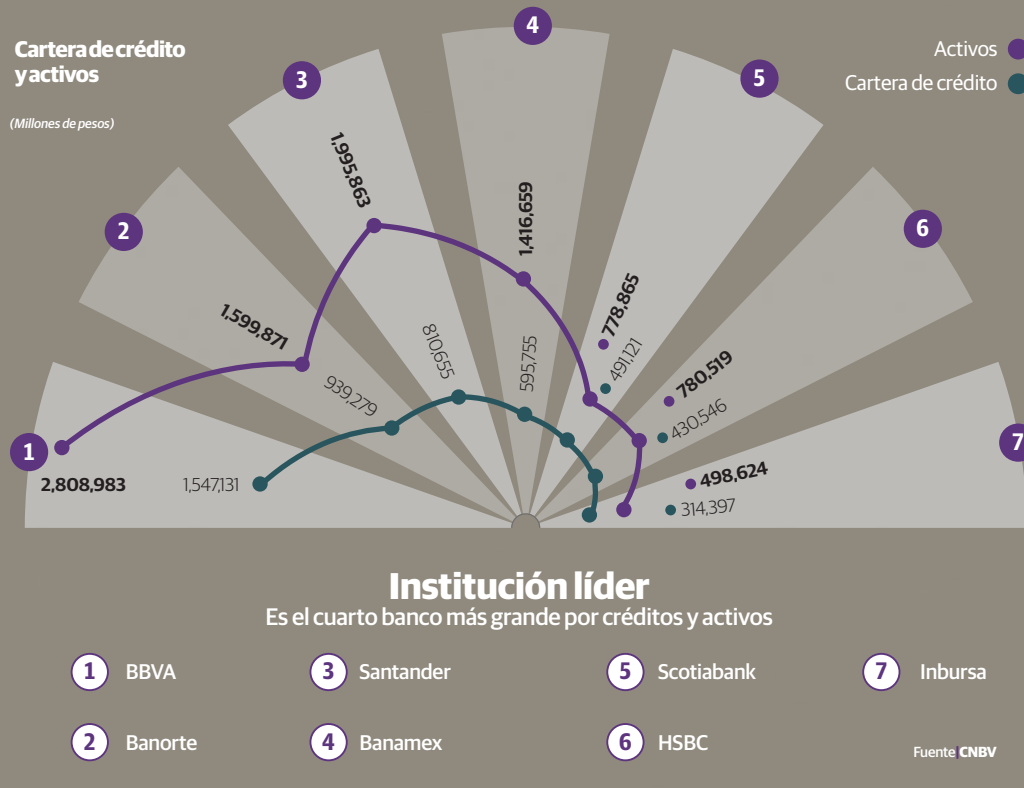 Cartera de crédito
y activos
(Millones de pesos)
Activos
Cartera de crédito
1
2
3
4
5
6
7
2,808,983
1,547,131
1,599,871
939,279
1,995,863
810,655
1,416,659
595,755
778,865
491,121
780,519
430,546
498,624
314,397
Institución líder
Es el cuarto banco más grande por créditos y activos
1 BBVA
3 Santander
5 Scotiabank
7 Inbursa
2 Banorte
4 Banamex
6 HSBC
Fuente|CNBV